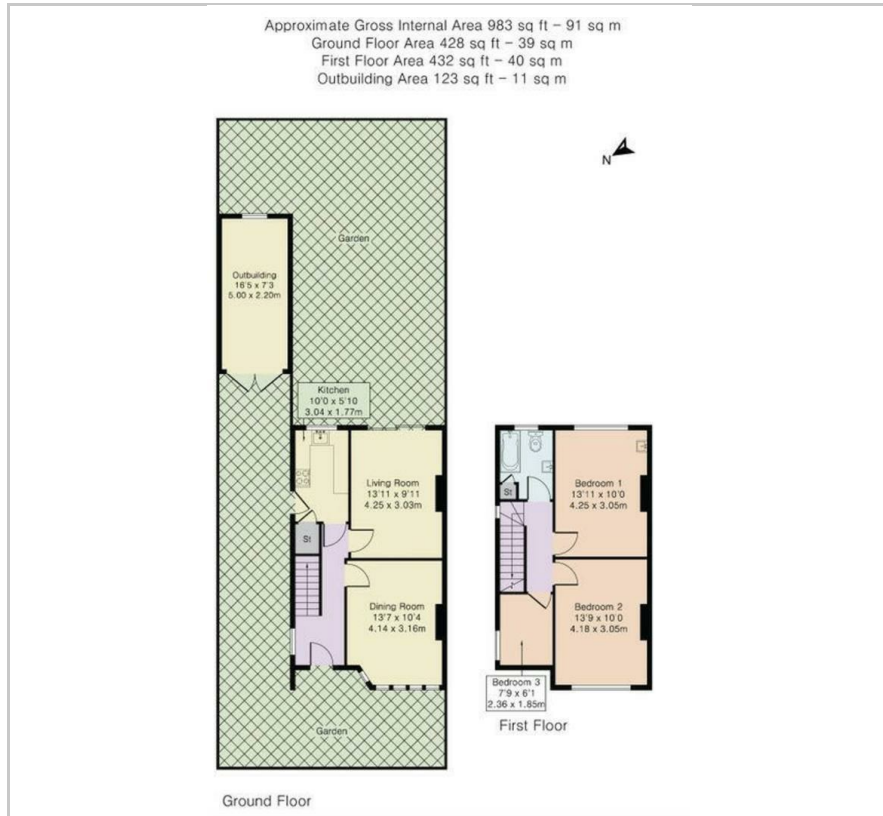 Approximate Gross Internal Area 983 sq ft – 91 sq m
Ground Floor Area 428 sq ft – 39 sq m
First Floor Area 432 sq ft – 40 sq m
Outbuilding Area 123 sq ft – 11 sq m
N
Garden
Outbuilding
16'5 x 7'3
5.00 x 2.20m
Kitchen
10'0 x 5'10
3.04 x 1.77m
Living Room
13'11 x 9'11
4.25 x 3.03m
St
Dining Room
13'7 x 10'4
4.14 x 3.16m
Garden
Ground Floor
St
Bedroom 1
13'11 x 10'0
4.25 x 3.05m
Bedroom 2
13'9 x 10'0
4.18 x 3.05m
Bedroom 3
7'9 x 6'1
2.36 x 1.85m
First Floor